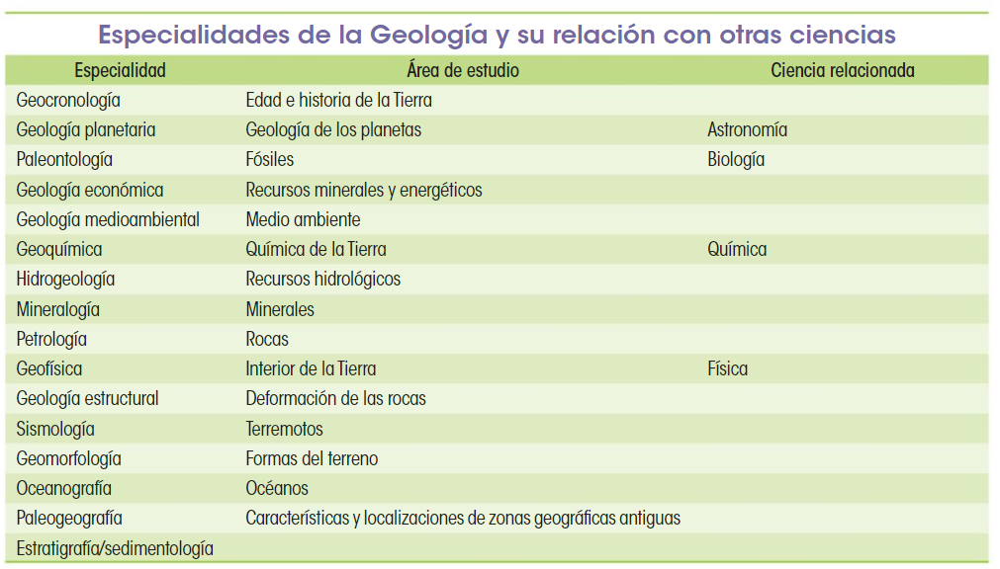 Especialidades de la Geología y su relación con otras ciencias
Especialidad Área de estudio Ciencia relacionada
Geocronología Edad e historia de la Tierra
Geología planetaria Geología de los planetas Astronomía
Paleontología Fósiles Biología
Geología económica Recursos minerales y energéticos
Geología medioambiental Medio ambiente
Geoquímica Química de la Tierra Química
Hidrogeología Recursos hidrológicos
Mineralogía Minerales
Petrología Rocas
Geofísica Interior de la Tierra Física
Geología estructural Deformación de las rocas
Sismología Terremotos
Geomorfología Formas del terreno
Oceanografía Océanos
Paleogeografía Características y localizaciones de zonas geográficas antiguas
Estratigrafía/sedimentología